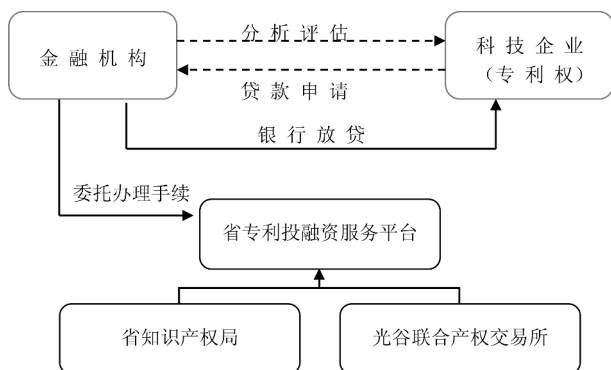 分析评估
金融机构
科技企业
（专利权）
贷款申请
银行放贷
委托办理手续
省专利投融资服务平台
省知识产权局
光谷联合产权交易所